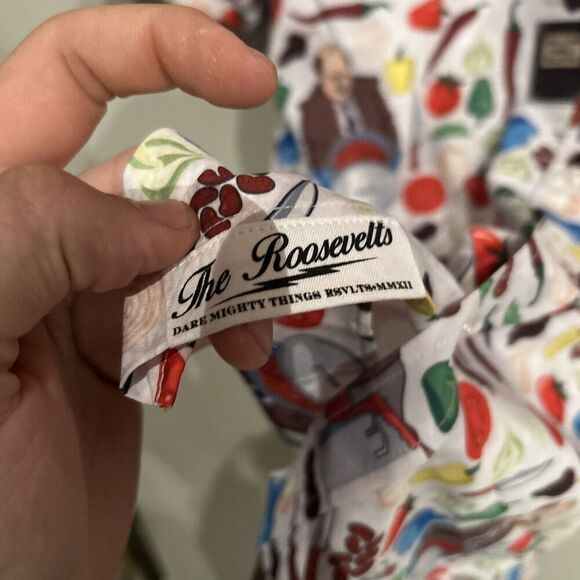 The Roosevelts
DARE MIGHTY THINGS RSVLTS★MMXII